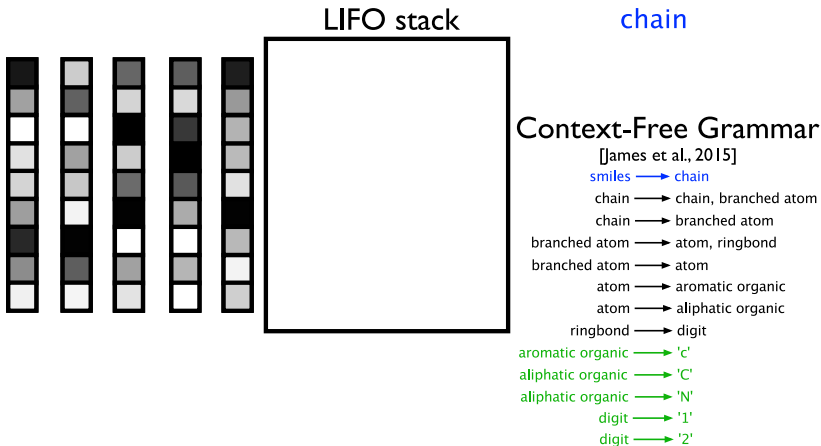 LIFO stack
chain
Context-Free Grammar
[James et al., 2015]
smiles → chain
chain → chain, branched atom
chain → branched atom
branched atom → atom, ringbond
branched atom → atom
atom → aromatic organic
atom → aliphatic organic
ringbond → digit
aromatic organic → 'c'
aliphatic organic → 'C'
aliphatic organic → 'N'
digit → '1'
digit → '2'